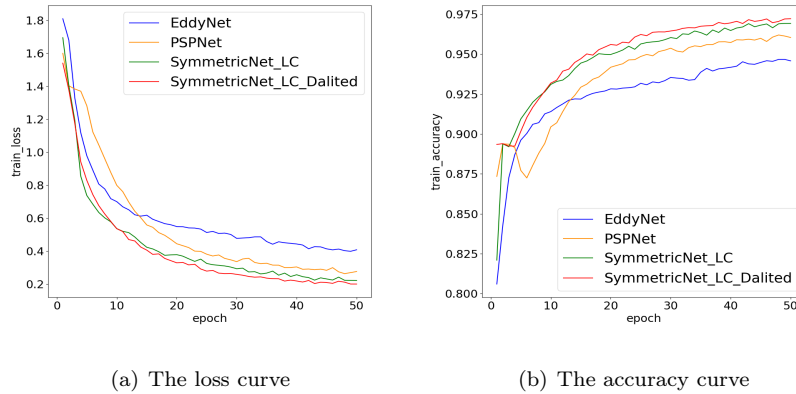 1.8
1.6
1.4
1.2
1.0
0.8
0.6
0.4
0.2
train_loss
0
10
20
30
40
50
epoch
EddyNet
PSPNet
SymmetricNet_LC
SymmetricNet_LC_Dalited
(a) The loss curve
0.975
0.950
0.925
0.900
0.875
0.850
0.825
0.800
train_accuracy
0
10
20
30
40
50
epoch
EddyNet
PSPNet
SymmetricNet_LC
SymmetricNet_LC_Dalited
(b) The accuracy curve